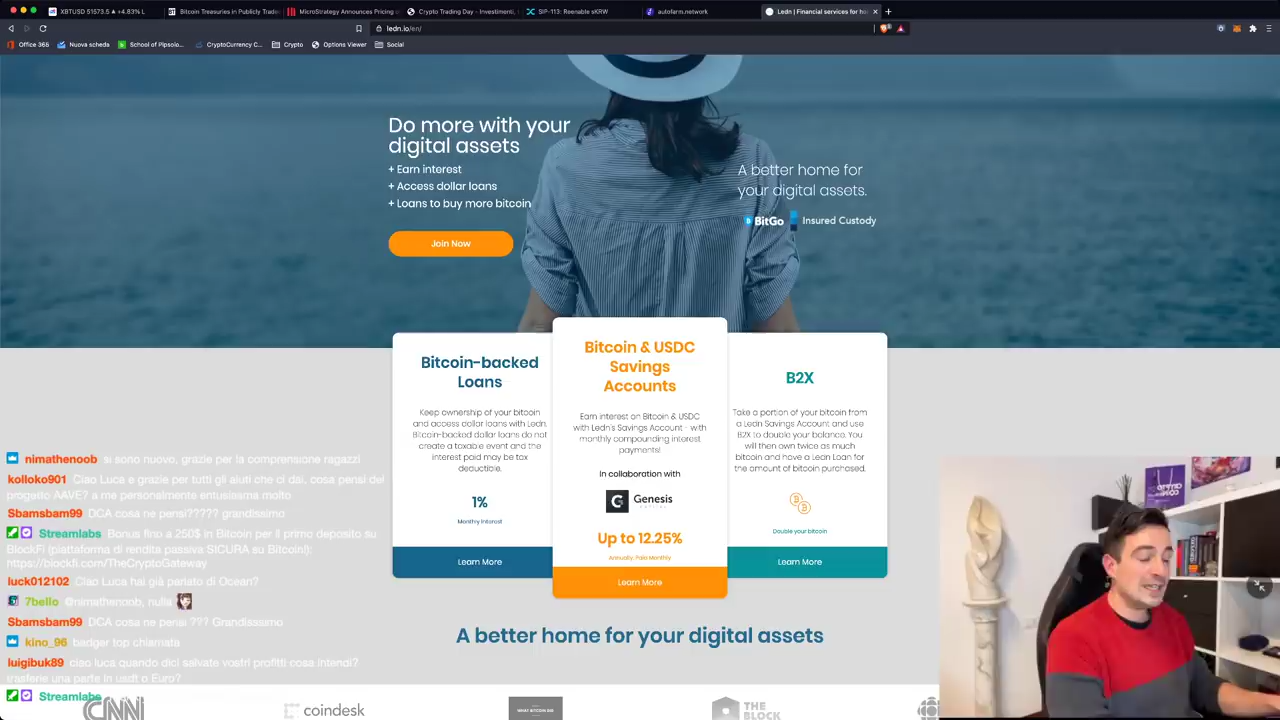 XBTUSD 51573.5 ▲ +4.83% L
Bitcoin Treasuries in Publicly Trade
MicroStrategy Announces Pricing o
Crypto Trading Day - Investimenti,
SIP-113: Reenable sKRW
autofarm.network
Ledn | Financial services for ho
ledn.io/en/
Office 365
Nuova scheda
School of Pipsolo...
CryptoCurrency C...
Crypto
Options Viewer
Social
Do more with your
digital assets
+ Earn interest
+ Access dollar loans
+ Loans to buy more bitcoin
Join Now
A better home for
your digital assets.
BitGo
Insured Custody
Bitcoin-backed
Loans
Keep ownership of your bitcoin
and access dollar loans with Ledn.
Bitcoin-backed dollar loans do not
create a taxable event and the
interest paid may be tax
deductible.
1%
Monthly Interest
Learn More
Bitcoin & USDC
Savings
Accounts
Earn interest on Bitcoin & USDC
with Ledn's Savings Account - with
monthly compounding interest
payments!
In collaboration with
Genesis
Up to 12.25%
Annually. Paid Monthly
Learn More
B2X
Take a portion of your bitcoin from
a Ledn Savings Account and use
B2X to double your balance. You
will then own twice as much
bitcoin and have a Ledn Loan for
the amount of bitcoin purchased.
Double your bitcoin
Learn More
nimathenoob si sono nuovo, grazie per la comprensione ragazzi
kolloko901 Ciao Luca e grazie per tutti gli aiuti che ci dai. cosa pensi del
progetto AAVE? a me personalmente entusiasma molto
Sbamsbam99 DCA cosa ne pensi????? grandissimo
Streamlabs Bonus fino a 250$ in Bitcoin per il primo deposito su
BlockFi (piattaforma di rendita passiva SICURA su Bitcoin!):
https://blockfi.com/TheCryptoGateway
luck012102 Ciao Luca hai già parlato di Ocean?
7bello @nimathenoob, nulla
Sbamsbam99 DCA cosa ne pensi ??? Grandissimo
kino_96 badger top chiamata
luigibuk89 ciao luca quando dici salvate vostri profitti cosa intendi?
trasferie una parte in usdt o Euro?
Streamlabs
A better home for your digital assets
CNN
coindesk
WHAT BITCOIN DID
THE
BLOCK